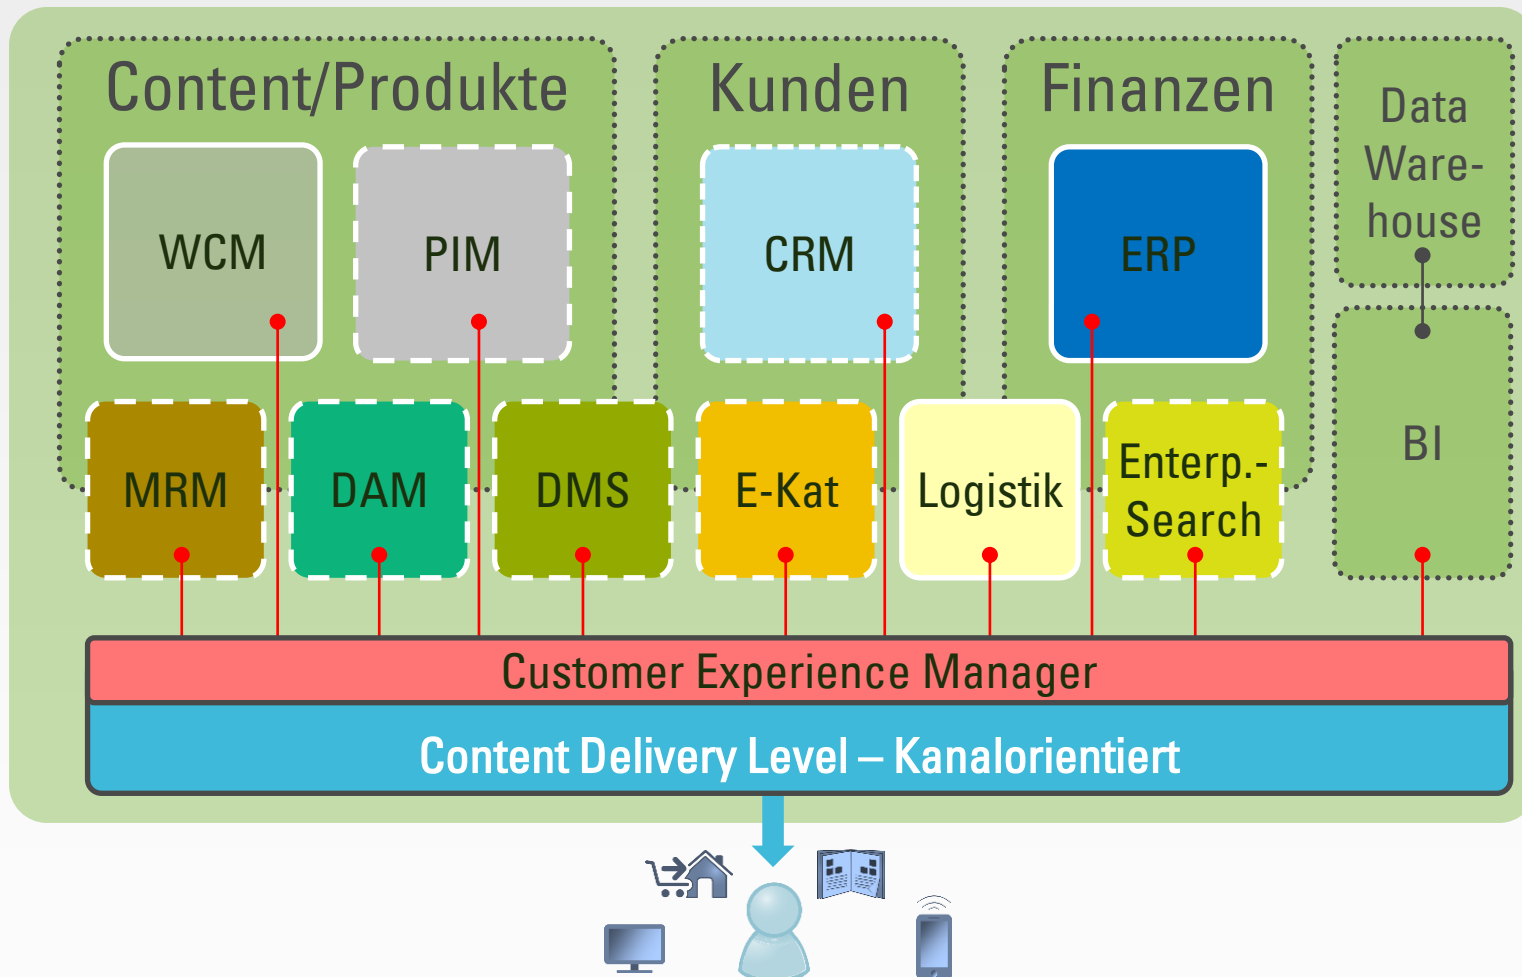 Content/Produkte
Kunden
Finanzen
Data
Ware-
house
WCM
PIM
CRM
ERP
MRM
DAM
DMS
E-Kat
Logistik
Enterp.-
Search
BI
Customer Experience Manager
Content Delivery Level – Kanalorientiert